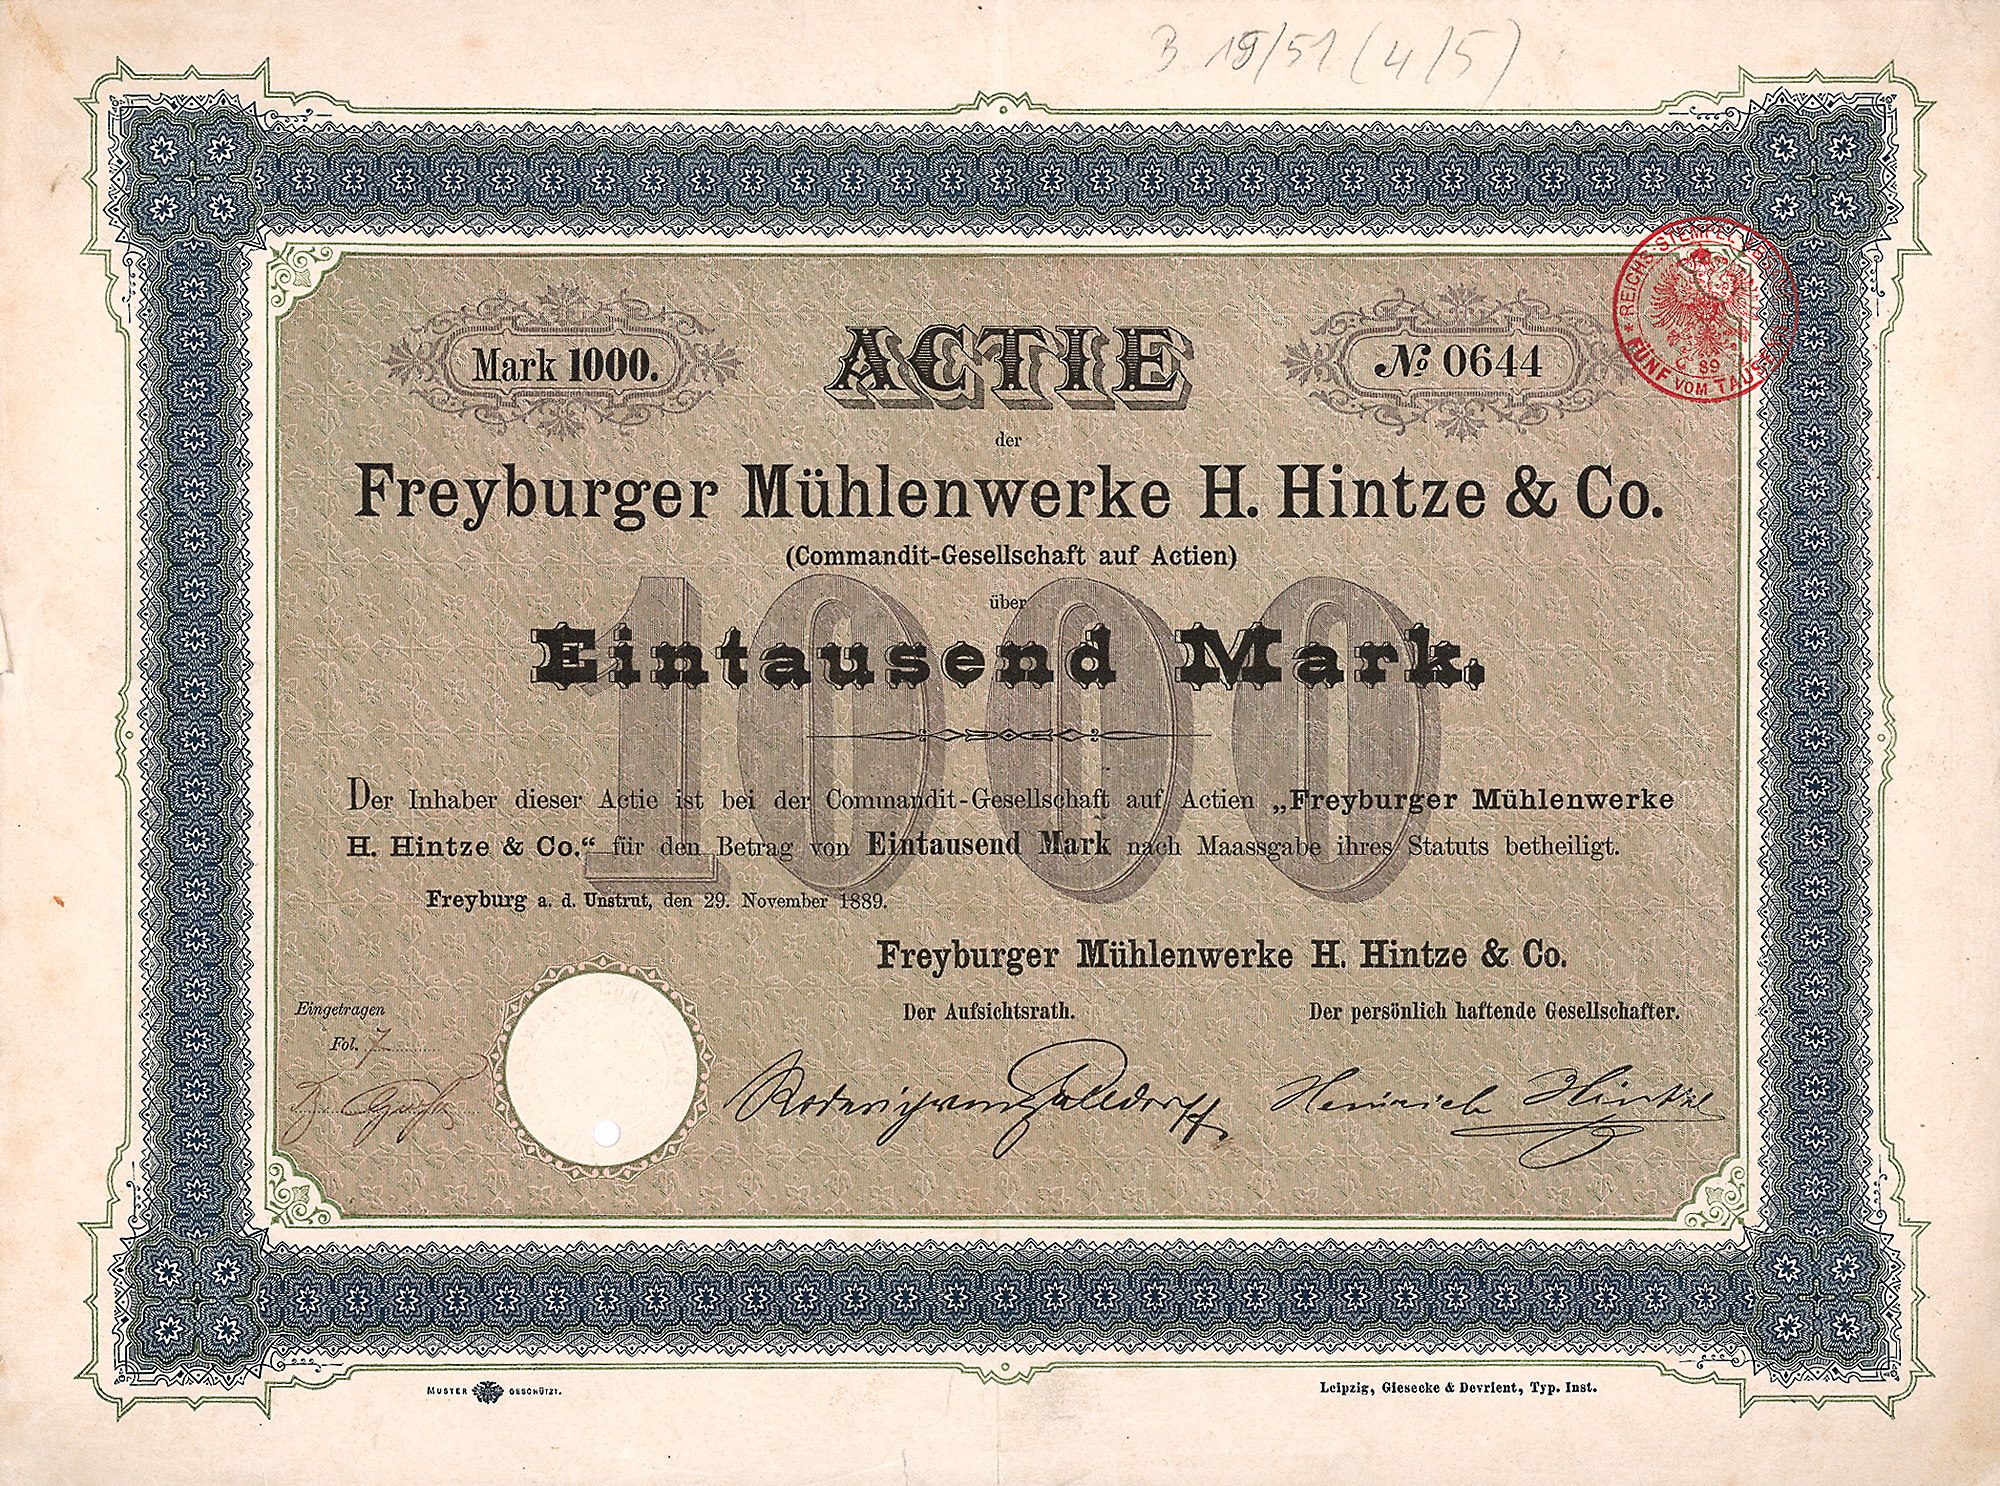 B 19/51 (4/5)
REICHS-STEMPEL
FÜNF VOM TAUSEND
89
Mark 1000.
ACTIE
No 0644
der
Freyburger Mühlenwerke H. Hintze & Co.
(Commandit-Gesellschaft auf Actien)
über
1000
Eintausend Mark.
Der Inhaber dieser Actie ist bei der Commandit-Gesellschaft auf Actien „Freyburger Mühlenwerke
H. Hintze & Co.“ für den Betrag von Eintausend Mark nach Maassgabe ihres Statuts betheiligt.
Freyburg a. d. Unstrut, den 29. November 1889.
Freyburger Mühlenwerke H. Hintze & Co.
Der Aufsichtsrath.
Der persönlich haftende Gesellschafter.
Eingetragen
Fol. 7
Heinrich Hintze
MUSTER GESCHÜTZT.
Leipzig, Giesecke & Devrient, Typ. Inst.